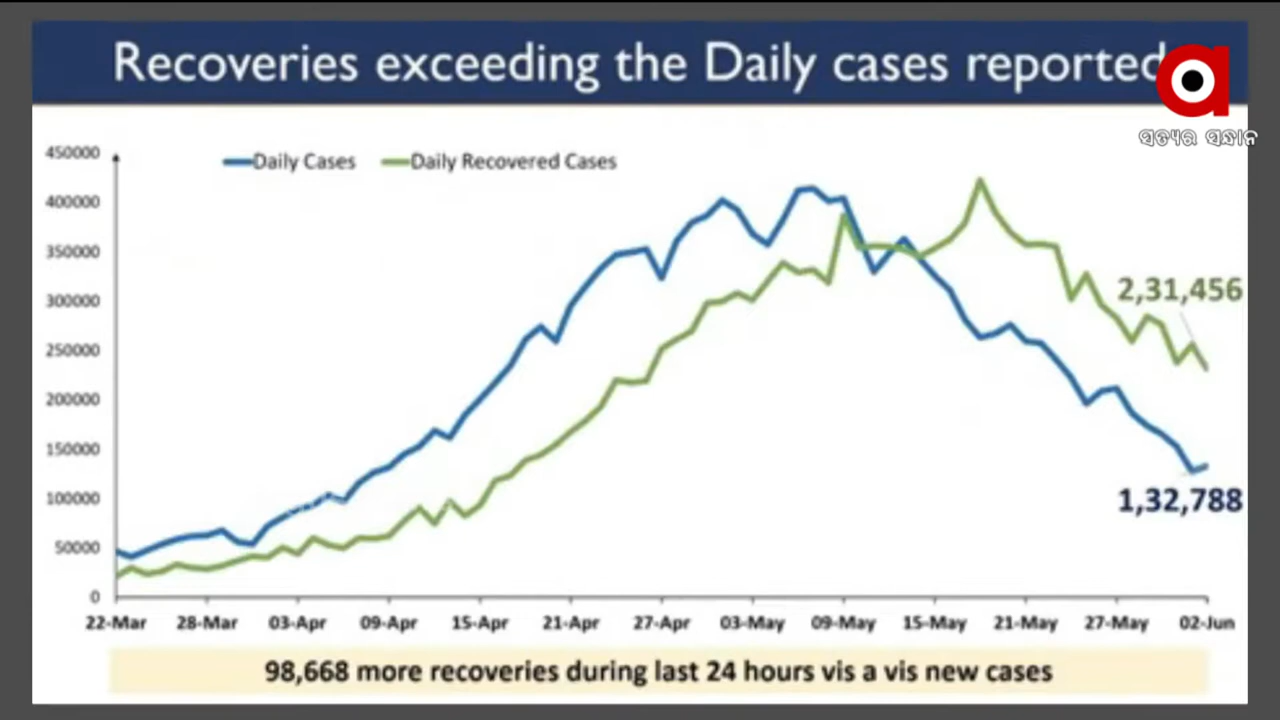 Recoveries exceeding the Daily cases reported
ସତ୍ୟର ସନ୍ଧାନ
Daily Cases
Daily Recovered Cases
450000
400000
350000
300000
250000
200000
150000
100000
50000
0
2,31,456
1,32,788
22-Mar 28-Mar 03-Apr 09-Apr 15-Apr 21-Apr 27-Apr 03-May 09-May 15-May 21-May 27-May 02-Jun
98,668 more recoveries during last 24 hours vis a vis new cases